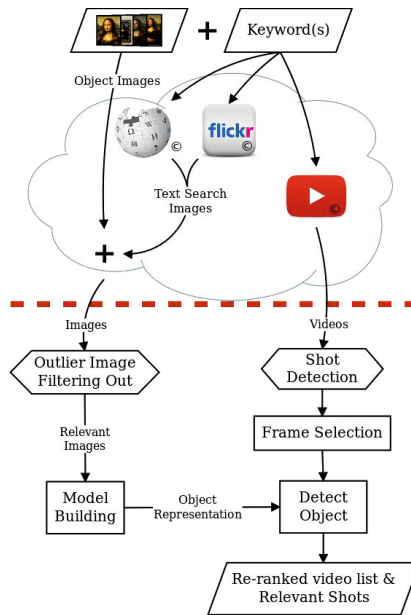 +
Keyword(s)
Object Images
Ω
W
И
flickr
©
©
©
Text Search
Images
+
Images
Videos
Outlier Image
Filtering Out
Shot
Detection
Relevant
Images
Frame Selection
Model
Building
Object
Representation
Detect
Object
Re-ranked video list &
Relevant Shots